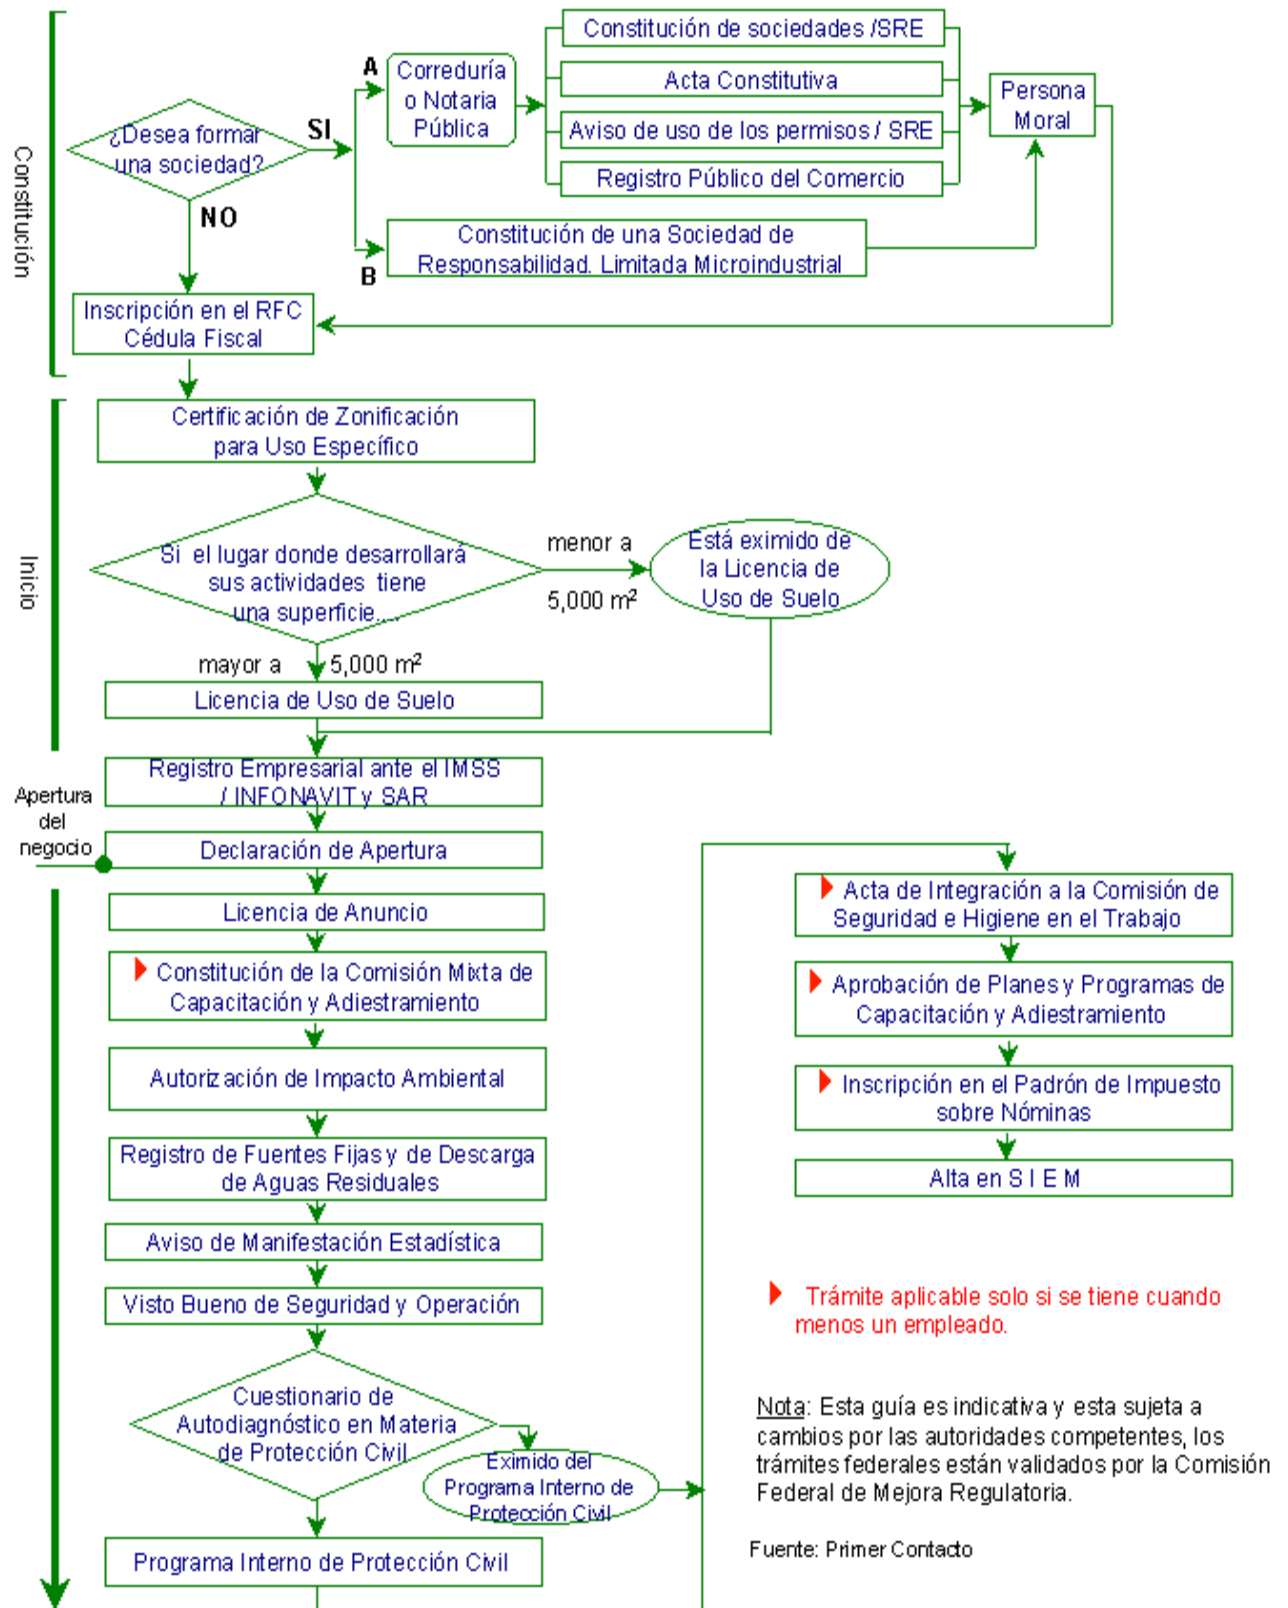 Constitución
¿Desea formar
una sociedad?
SI
NO
A
Correduría
o Notaria
Pública
Constitución de sociedades /SRE
Acta Constitutiva
Aviso de uso de los permisos / SRE
Registro Público del Comercio
Persona
Moral
B
Constitución de una Sociedad de
Responsabilidad. Limitada Microindustrial
Inscripción en el RFC
Cédula Fiscal
Inicio
Certificación de Zonificación
para Uso Específico
Si el lugar donde desarrollará
sus actividades tiene
una superficie....
menor a
5,000 m²
Está eximido de
la Licencia de
Uso de Suelo
mayor a 5,000 m²
Licencia de Uso de Suelo
Registro Empresarial ante el IMSS
/ INFONAVIT y SAR
Apertura
del
negocio
Declaración de Apertura
Licencia de Anuncio
Constitución de la Comisión Mixta de
Capacitación y Adiestramiento
Autorización de Impacto Ambiental
Registro de Fuentes Fijas y de Descarga
de Aguas Residuales
Aviso de Manifestación Estadística
Visto Bueno de Seguridad y Operación
Cuestionario de
Autodiagnóstico en Materia
de Protección Civil
Eximido del
Programa Interno de
Protección Civil
Programa Interno de Protección Civil
Acta de Integración a la Comisión de
Seguridad e Higiene en el Trabajo
Aprobación de Planes y Programas de
Capacitación y Adiestramiento
Inscripción en el Padrón de Impuesto
sobre Nóminas
Alta en S I E M
Trámite aplicable solo si se tiene cuando
menos un empleado.
Nota: Esta guía es indicativa y esta sujeta a
cambios por las autoridades competentes, los
trámites federales están validados por la Comisión
Federal de Mejora Regulatoria.
Fuente: Primer Contacto